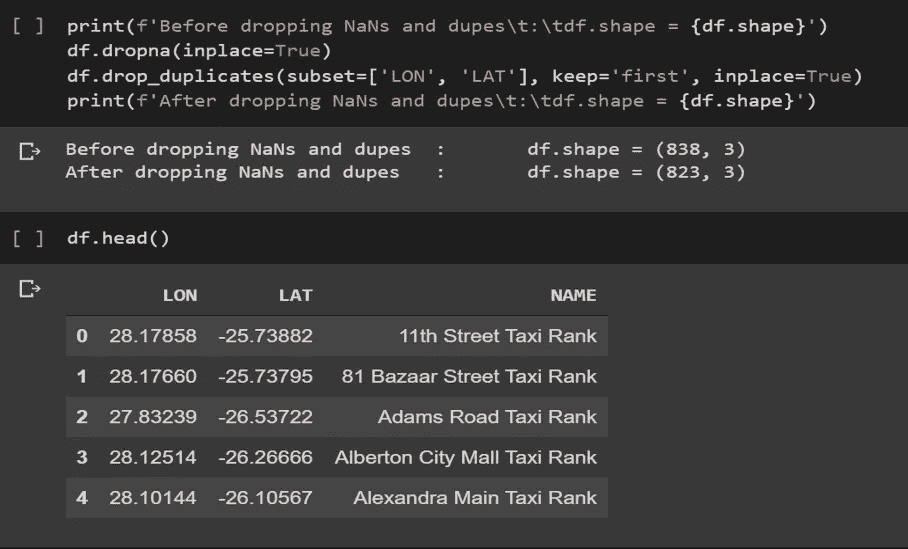 [ ] print(f'Before dropping NaNs and dupes\t:\tdf.shape = {df.shape}')
df.dropna(inplace=True)
df.drop_duplicates(subset=['LON', 'LAT'], keep='first', inplace=True)
print(f'After dropping NaNs and dupes\t:\tdf.shape = {df.shape}')
Before dropping NaNs and dupes : df.shape = (838, 3)
After dropping NaNs and dupes : df.shape = (823, 3)
[ ] df.head()
LON LAT NAME
0 28.17858 -25.73882 11th Street Taxi Rank
1 28.17660 -25.73795 81 Bazaar Street Taxi Rank
2 27.83239 -26.53722 Adams Road Taxi Rank
3 28.12514 -26.26666 Alberton City Mall Taxi Rank
4 28.10144 -26.10567 Alexandra Main Taxi Rank